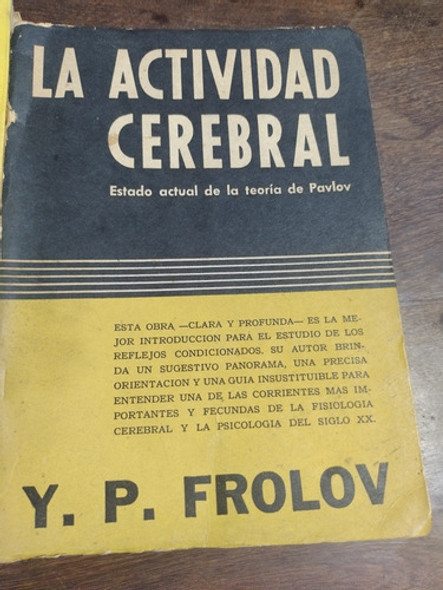 LA ACTIVIDAD
CEREBRAL
Estado actual de la teoría de Pavlov
ESTA OBRA —CLARA Y PROFUNDA— ES LA ME-
JOR INTRODUCCION PARA EL ESTUDIO DE LOS
REFLEJOS CONDICIONADOS. SU AUTOR BRIN-
DA UN SUGESTIVO PANORAMA, UNA PRECISA
ORIENTACION Y UNA GUIA INSUSTITUIBLE PARA
ENTENDER UNA DE LAS CORRIENTES MAS IM-
PORTANTES Y FECUNDAS DE LA FISIOLOGIA
CEREBRAL Y LA PSICOLOGIA DEL SIGLO XX.
Y. P. FROLOV